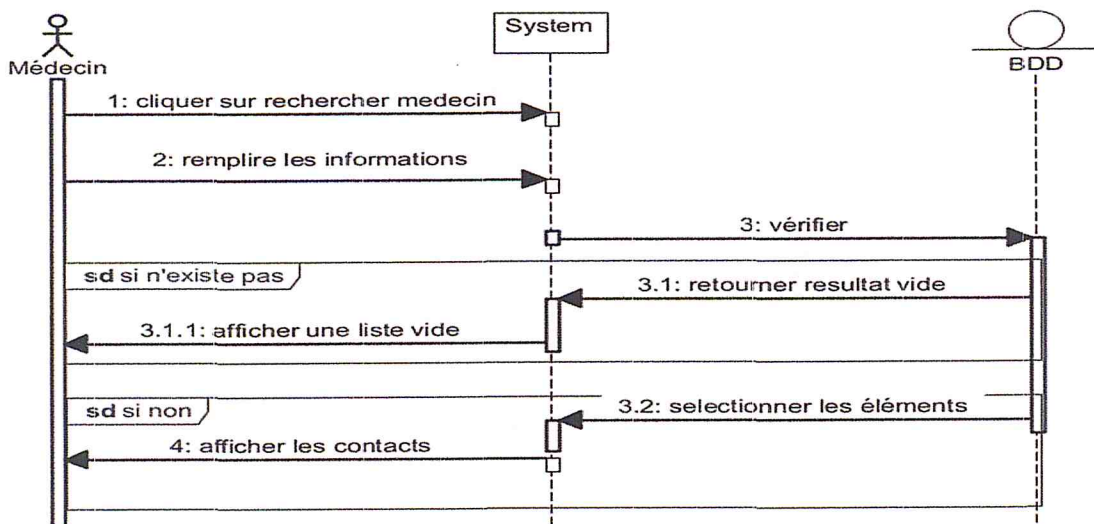 System
Médecin
BDD
1: cliquer sur rechercher medecin
2: remplire les informations
3: vérifier
sd si n'existe pas
3.1: retourner resultat vide
3.1.1: afficher une liste vide
sd si non
3.2: selectionner les éléments
4: afficher les contacts